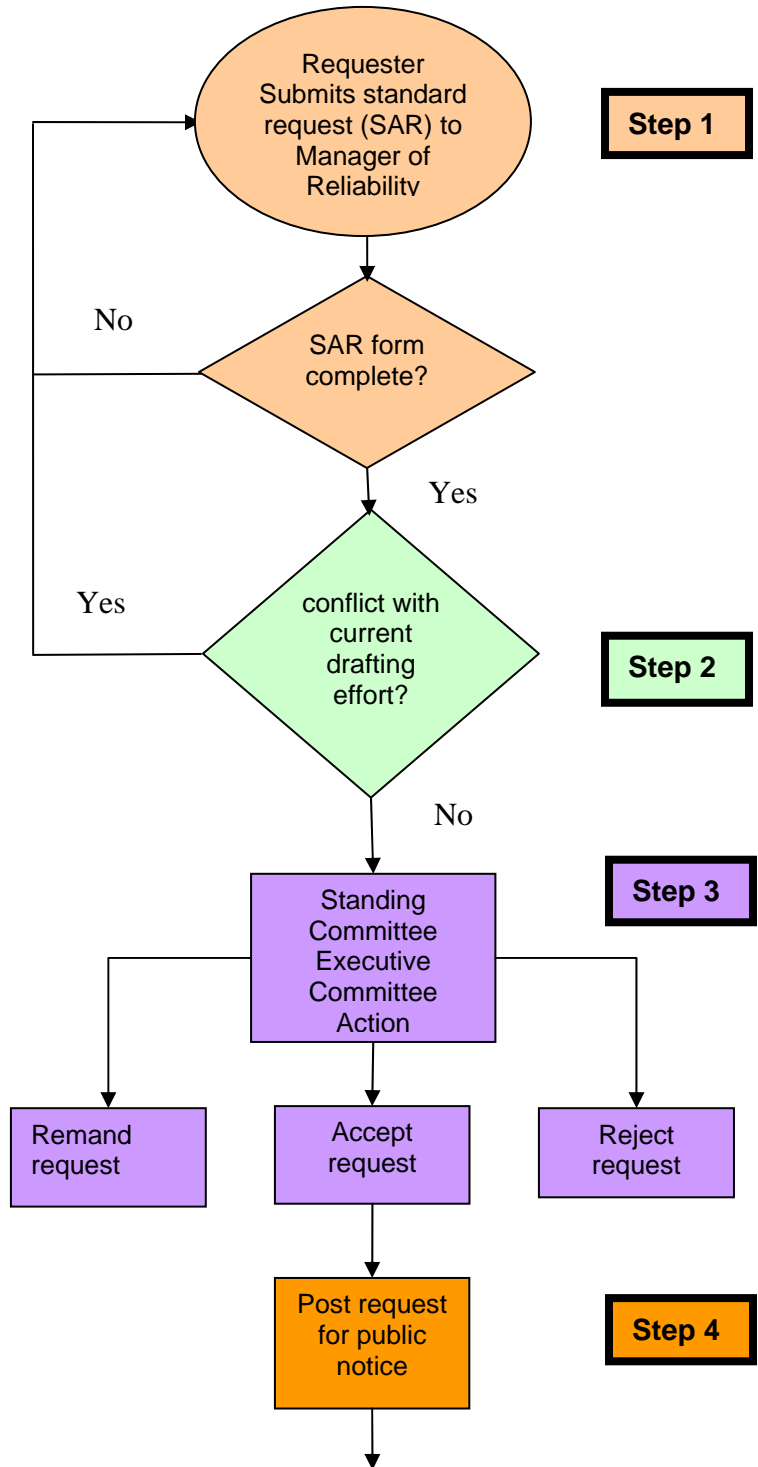 Requester
Submits standard
request (SAR) to
Manager of
Reliability
Step 1
No
SAR form
complete?
Yes
Yes
conflict with
current
drafting
effort?
Step 2
No
Standing
Committee
Executive
Committee
Action
Step 3
Remand
request
Accept
request
Reject
request
Post request
for public
notice
Step 4